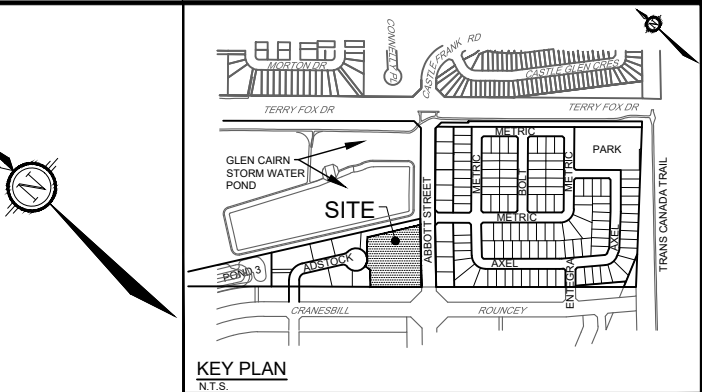 N
N
MORTON DR
CONNELLY PL
CASTLE FRANK RD
CASTLE GLEN CRES
TERRY FOX DR
TERRY FOX DR
GLEN CAIRN
STORM WATER
POND
METRIC
METRIC
BOLT
METRIC
PARK
SITE
ABBOTT STREET
METRIC
AXEL
TRANS CANADA TRAIL
POND 3
ADSTOCK
AXEL
ENTEGRA
CRANESBILL
ROUNCEY
KEY PLAN
N.T.S.